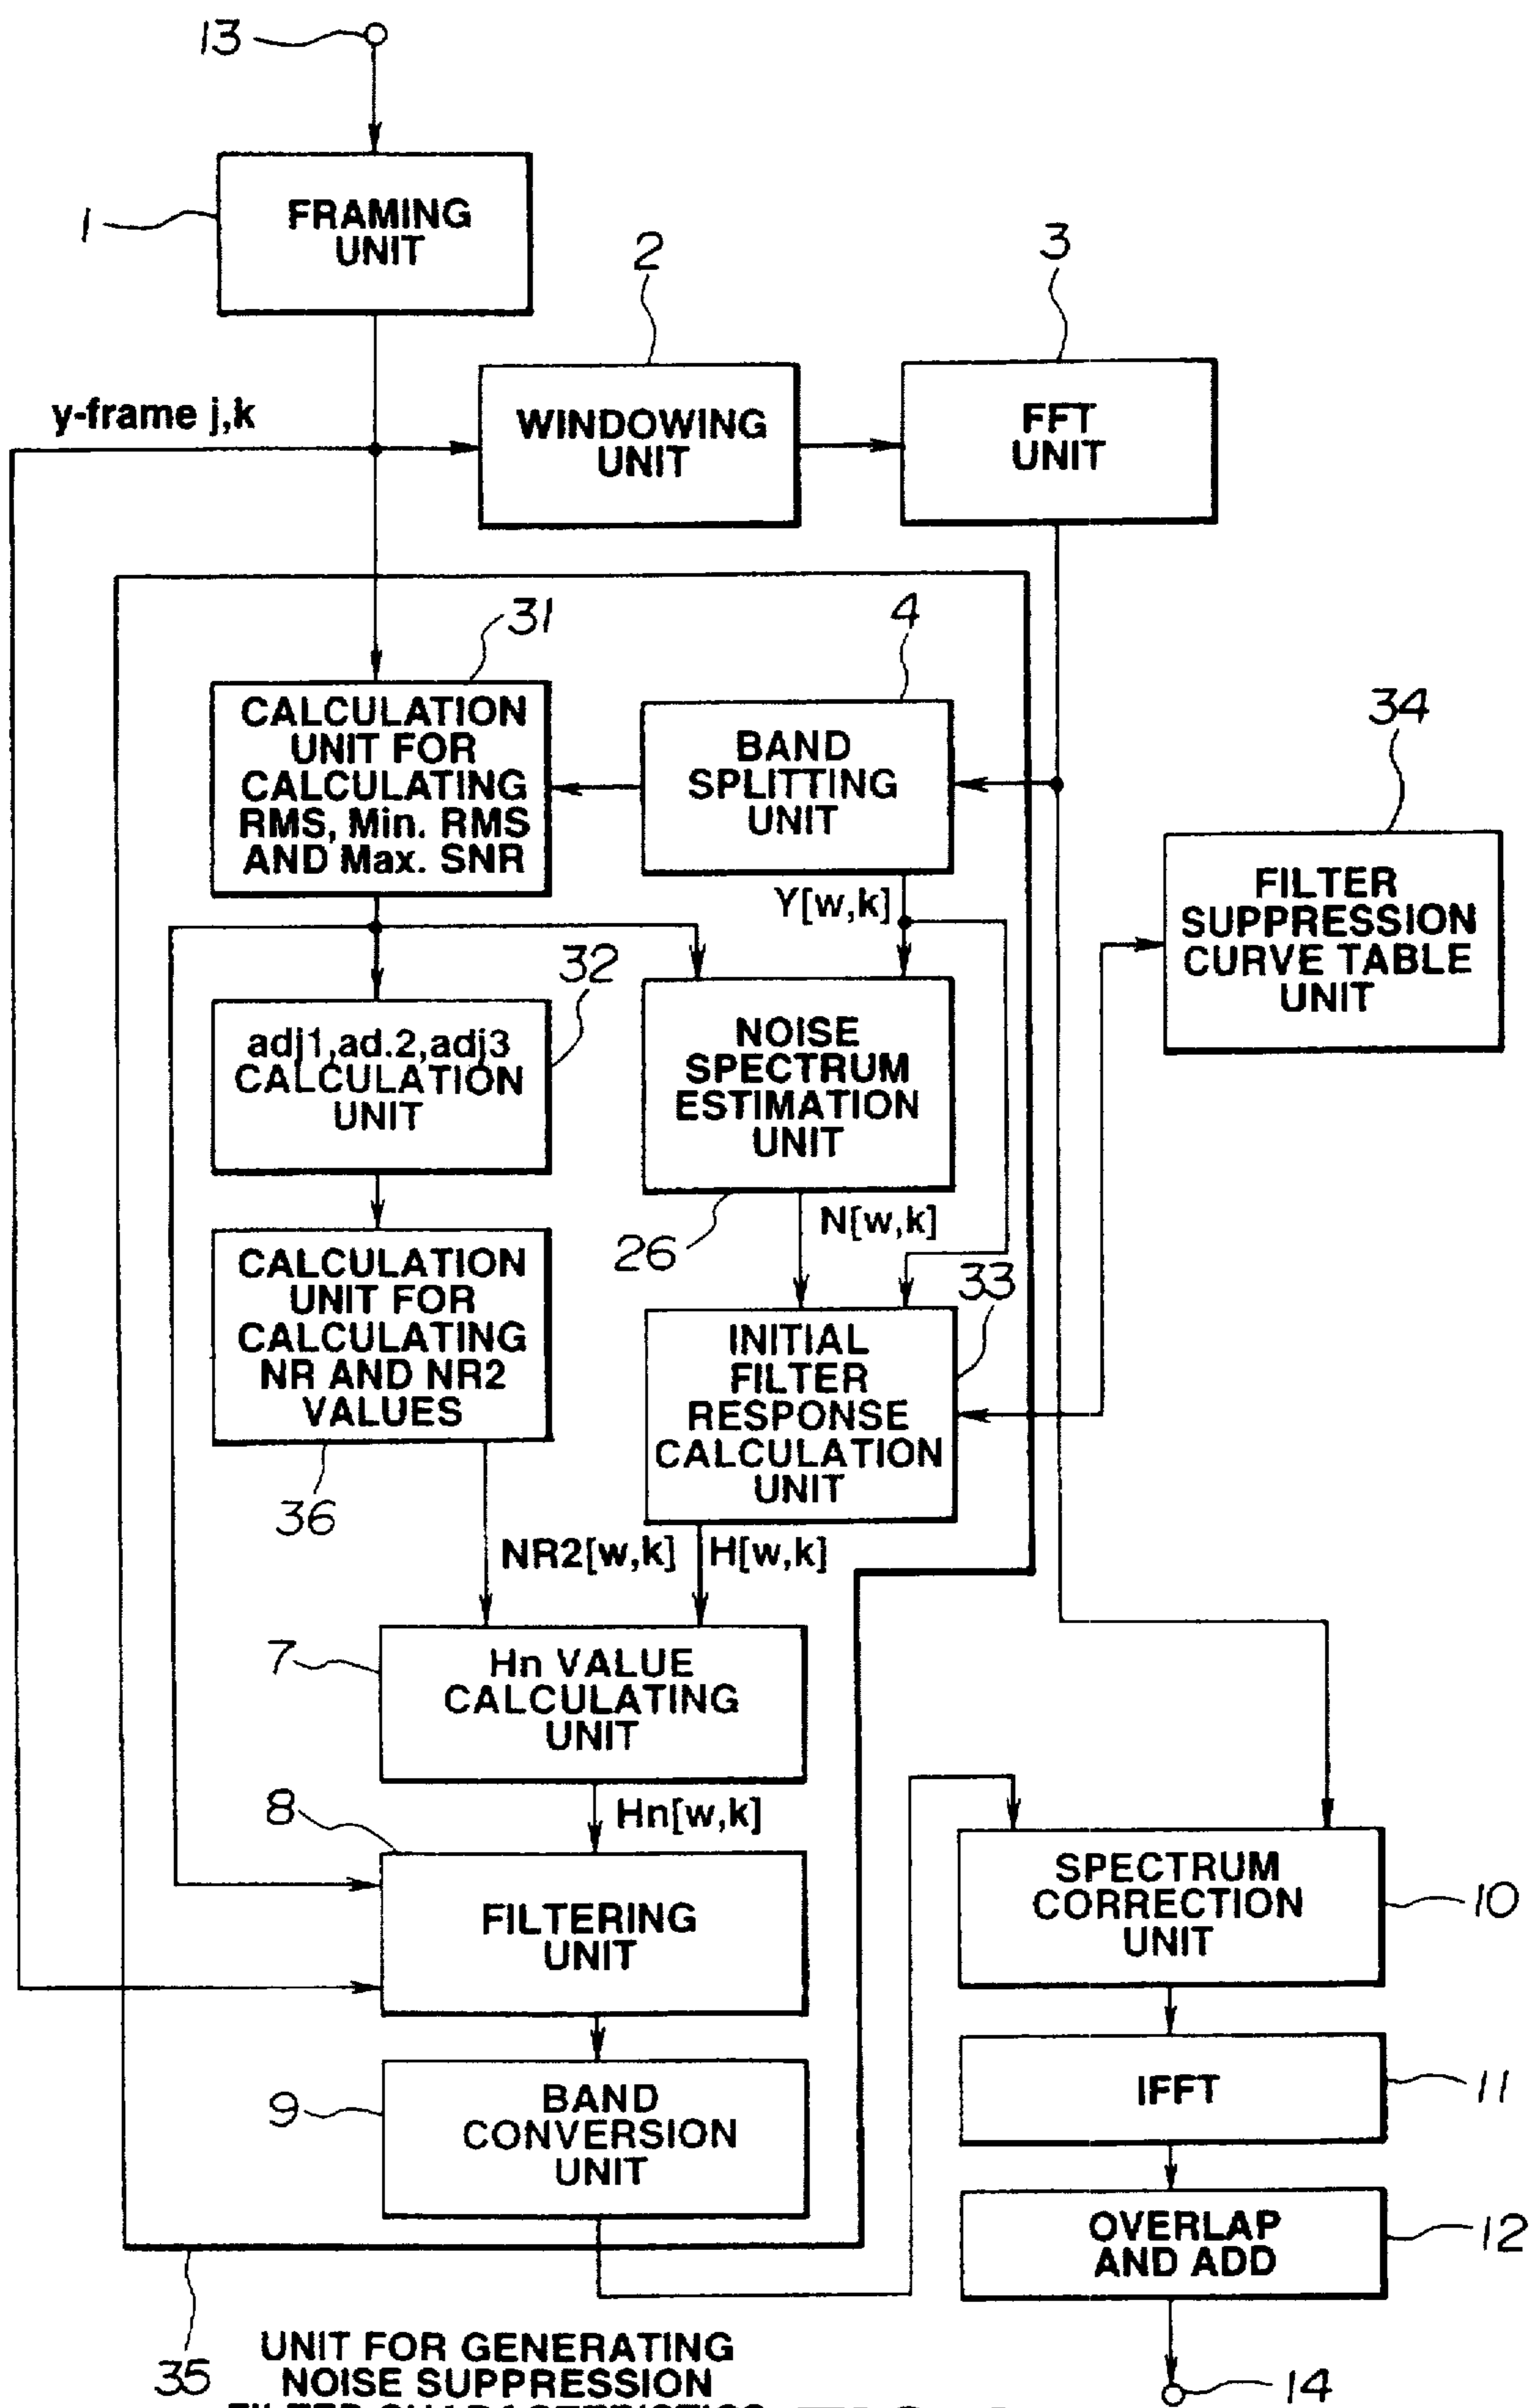 13
1
FRAMING
UNIT
2
3
y-frame j,k
WINDOWING
UNIT
FFT
UNIT
31
4
34
CALCULATION
UNIT FOR
CALCULATING
RMS, Min. RMS
AND Max. SNR
BAND
SPLITTING
UNIT
FILTER
SUPPRESSION
CURVE TABLE
UNIT
Y[w,k]
32
adj1,ad.2,adj3
CALCULATION
UNIT
NOISE
SPECTRUM
ESTIMATION
UNIT
26
N[w,k]
33
CALCULATION
UNIT FOR
CALCULATING
NR AND NR2
VALUES
36
INITIAL
FILTER
RESPONSE
CALCULATION
UNIT
NR2[w,k]
H[w,k]
7
Hn VALUE
CALCULATING
UNIT
8
Hn[w,k]
FILTERING
UNIT
SPECTRUM
CORRECTION
UNIT
10
9
BAND
CONVERSION
UNIT
IFFT
11
OVERLAP
AND ADD
12
35
UNIT FOR GENERATING
NOISE SUPPRESSION
14